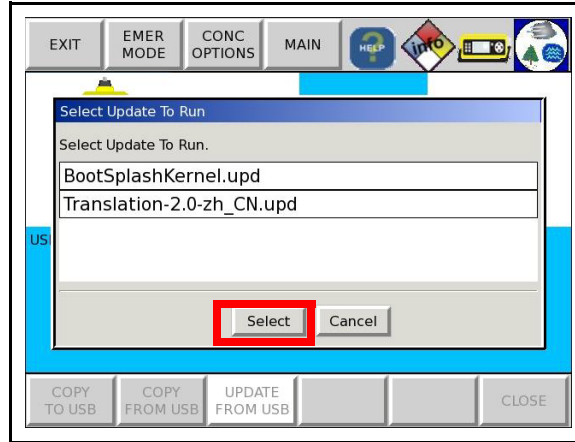 EXIT
EMER
MODE
CONC
OPTIONS
MAIN
HELP
info
Select Update To Run
Select Update To Run.
BootSplashKernel.upd
Translation-2.0-zh_CN.upd
US
Select
Cancel
COPY
TO USB
COPY
FROM USB
UPDATE
FROM USB
CLOSE